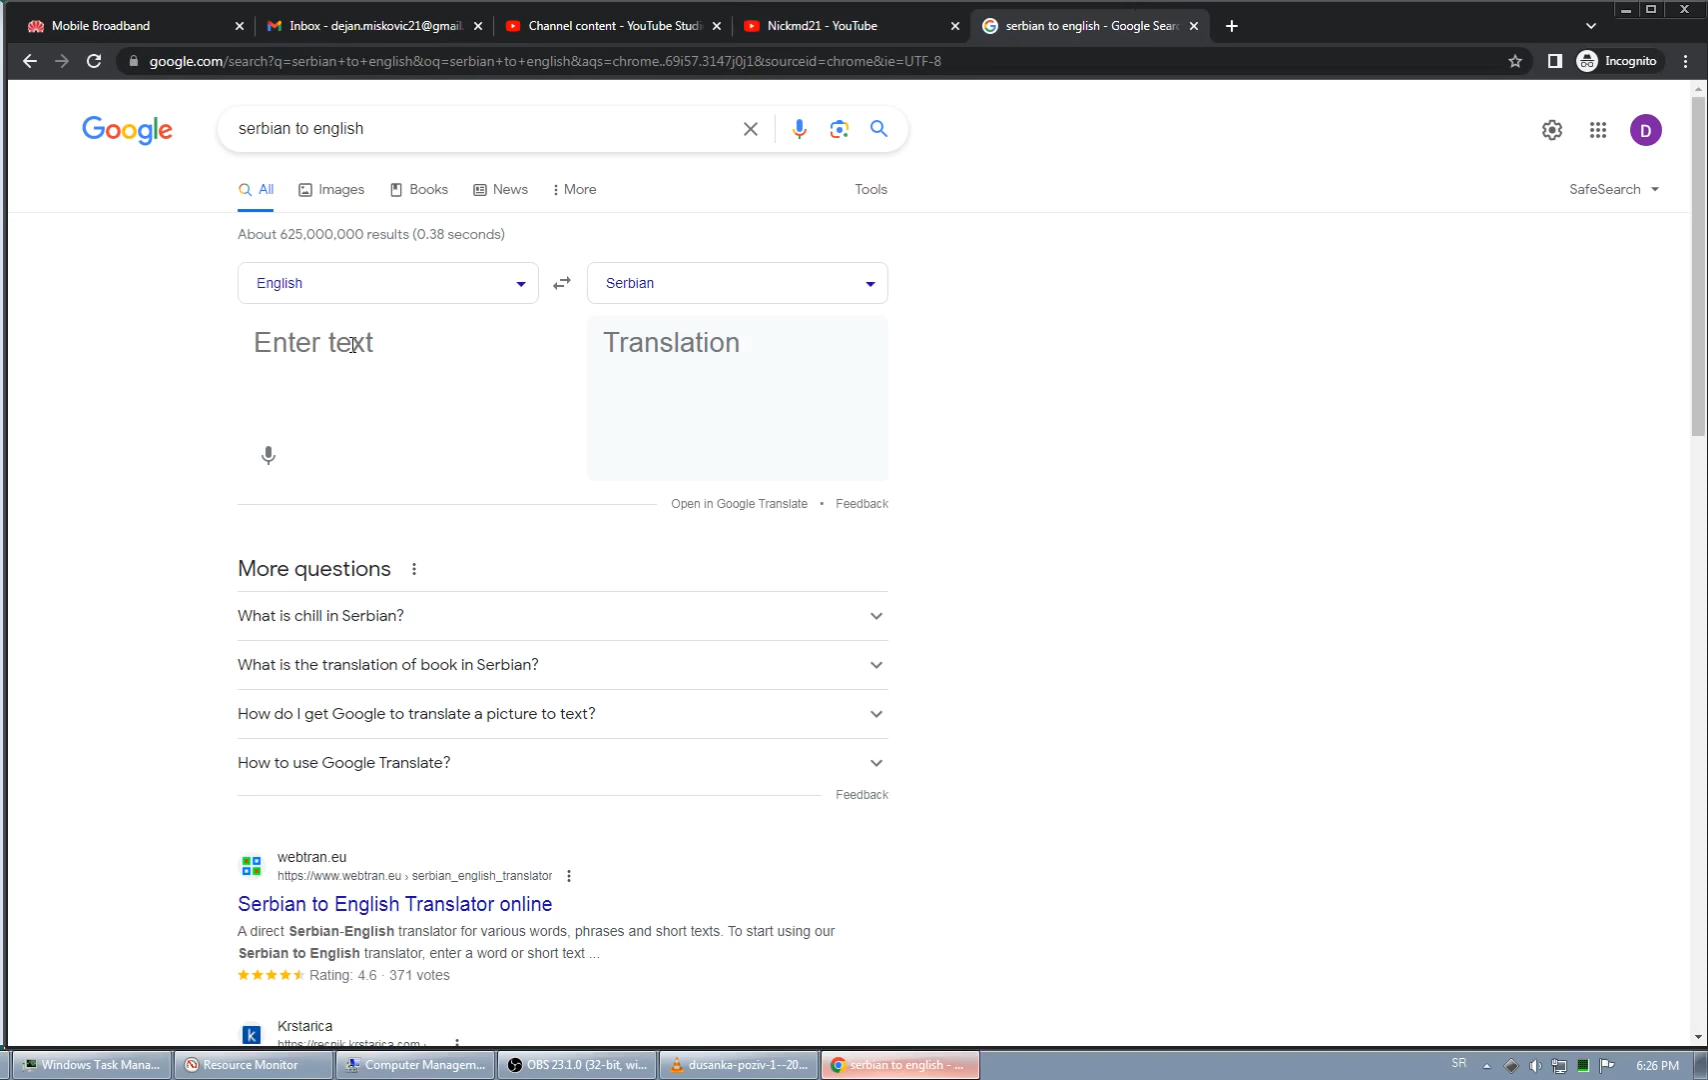 Mobile Broadband
Inbox - dejan.miskovic21@gmail.
Channel content - YouTube Studi
Nickmd21 - YouTube
serbian to english - Google Sear
google.com/search?q=serbian+to+english&oq=serbian+to+english&aqs=chrome..69i57.3147j0j1&sourceid=chrome&ie=UTF-8
Incognito
Google
serbian to english
D
All
Images
Books
News
More
Tools
SafeSearch
About 625,000,000 results (0.38 seconds)
English
Serbian
Enter text
Translation
Open in Google Translate • Feedback
More questions
What is chill in Serbian?
What is the translation of book in Serbian?
How do I get Google to translate a picture to text?
How to use Google Translate?
Feedback
webtran.eu
https://www.webtran.eu › serbian_english_translator
Serbian to English Translator online
A direct Serbian-English translator for various words, phrases and short texts. To start using our
Serbian to English translator, enter a word or short text ...
Rating: 4.6 · 371 votes
k
Krstarica
https://recnik.krstarica.com ›
Windows Task Mana...
Resource Monitor
Computer Managem...
OBS 23.1.0 (32-bit, wi...
dusanka-poziv-1--20...
serbian to english - ...
SR
6:26 PM